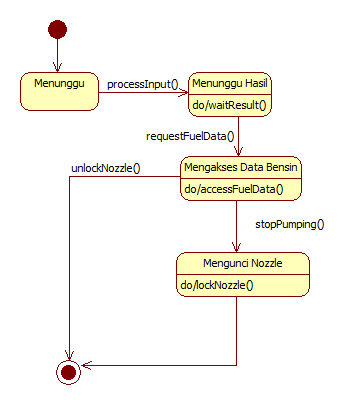 Menunggu
processInput()
Menunggu Hasil
do/waitResult()
requestFuelData()
unlockNozzle()
Mengakses Data Bensin
do/accessFuelData()
stopPumping()
Mengunci Nozzle
do/lockNozzle()